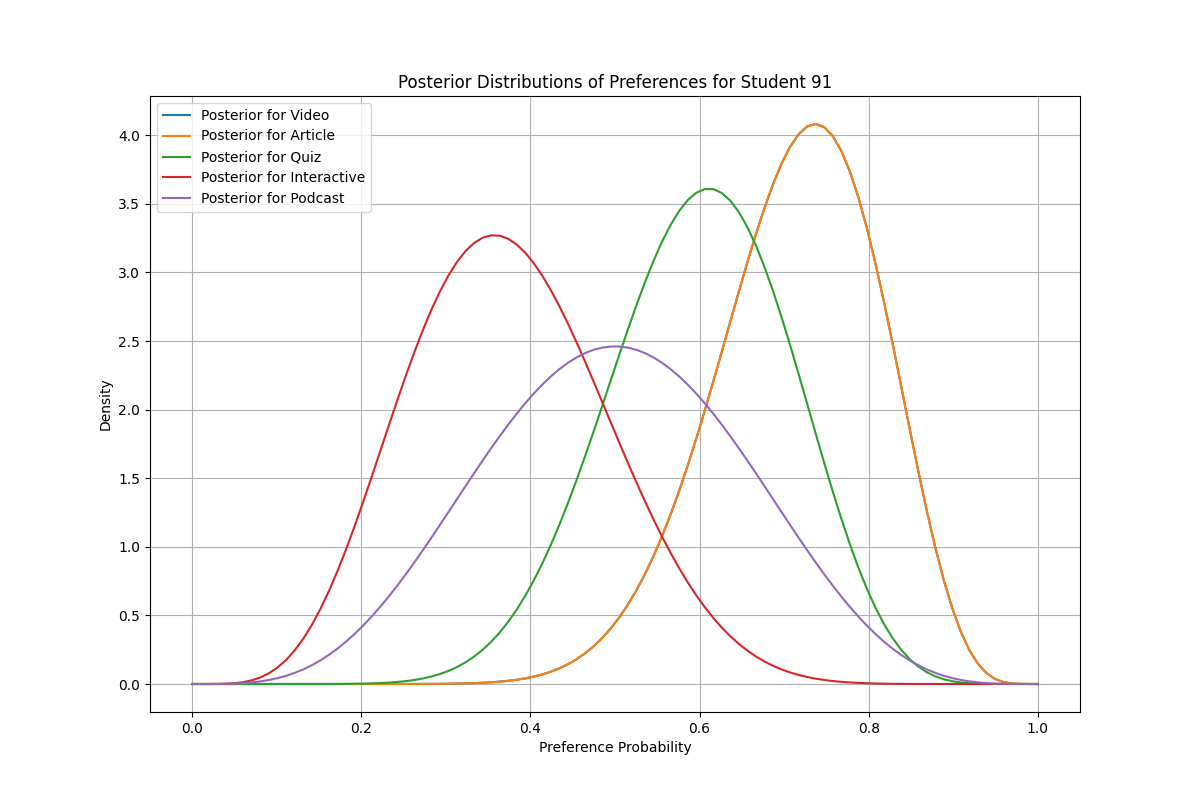 Posterior Distributions of Preferences for Student 91
Posterior for Video
Posterior for Article
Posterior for Quiz
Posterior for Interactive
Posterior for Podcast
Density
4.0
3.5
3.0
2.5
2.0
1.5
1.0
0.5
0.0
0.0 0.2 0.4 0.6 0.8 1.0
Preference Probability